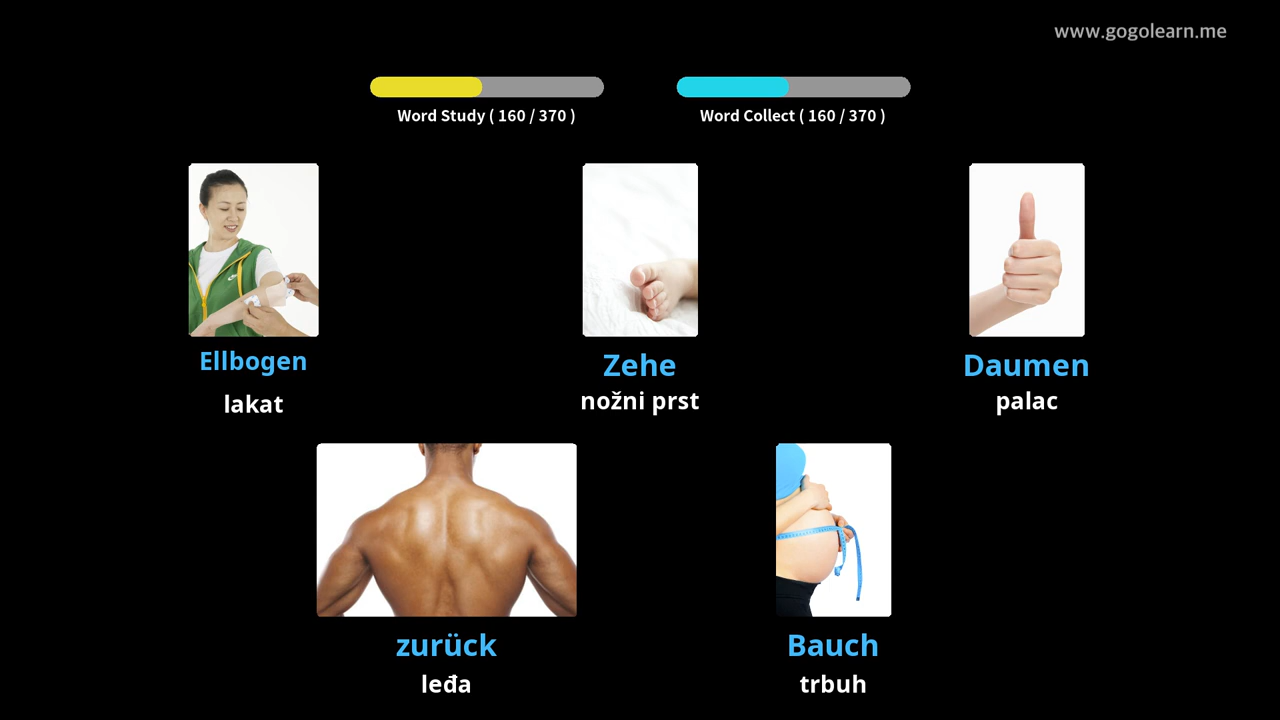 www.gogolearn.me
Word Study ( 160 / 370 )
Word Collect ( 160 / 370 )
Ellbogen
lakat
Zehe
nožni prst
Daumen
palac
zurück
leđa
Bauch
trbuh